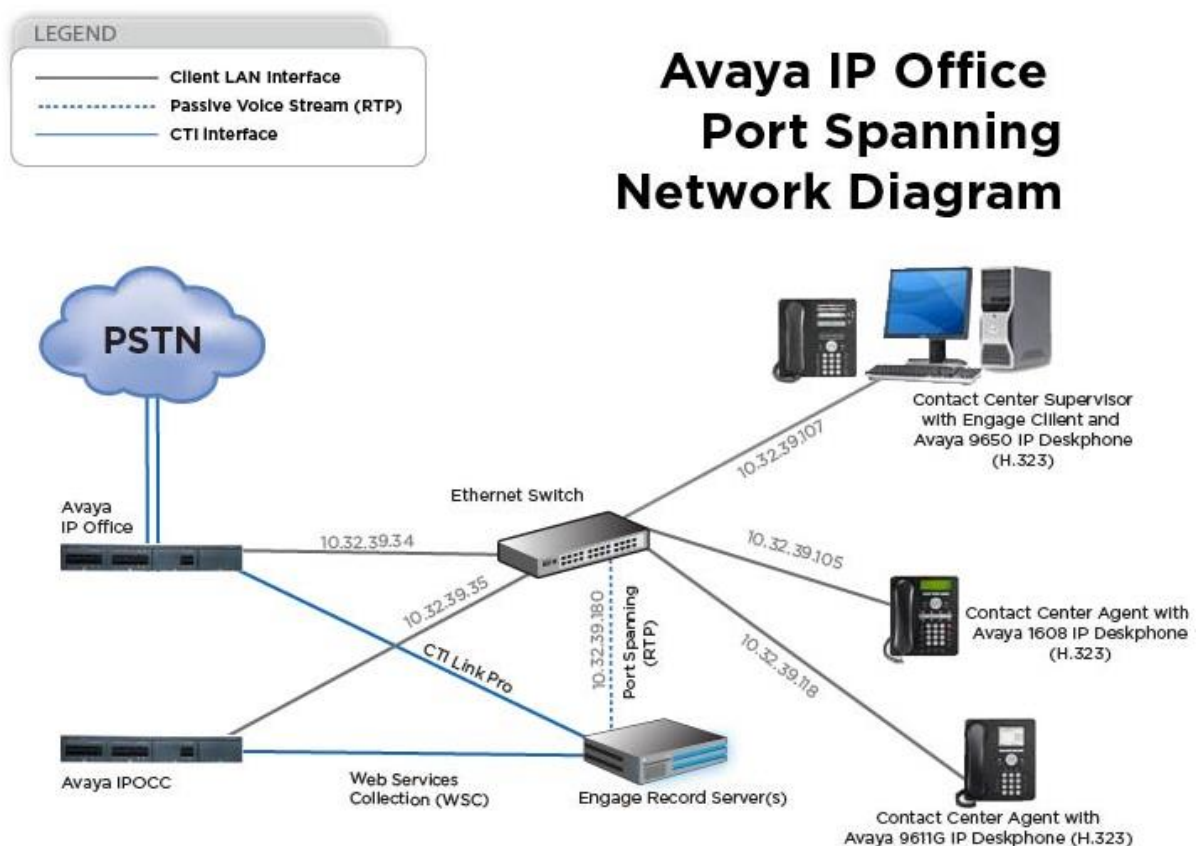 LEGEND
Client LAN Interface
Passive Voice Stream (RTP)
CTI Interface
Avaya IP Office
Port Spanning
Network Diagram
PSTN
Contact Center Supervisor
with Engage Client and
Avaya 9650 IP Deskphone
(H.323)
10.32.39.107
Ethernet Switch
Avaya
IP Office
10.32.39.34
10.32.39.105
10.32.39.35
10.32.39.180
Port Spanning
(RTP)
Contact Center Agent with
Avaya 1608 IP Deskphone
(H.323)
10.32.39.118
CTI Link Pro
Avaya IPOCC
Web Services
Collection (WSC)
Engage Record Server(s)
Contact Center Agent with
Avaya 9611G IP Deskphone (H.323)